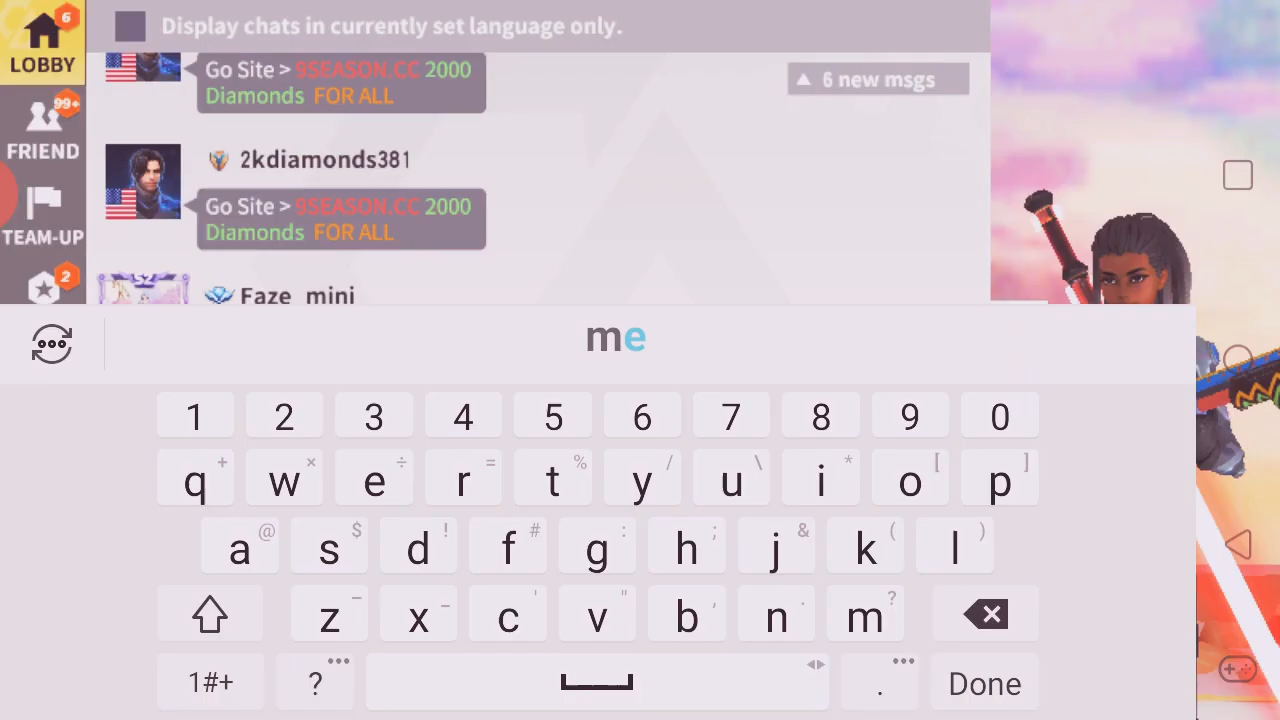 6
Display chats in currently set language only.
LOBBY
Go Site > 9SEASON.CC 2000
Diamonds FOR ALL
6 new msgs
99+
FRIEND
2kdiamonds381
Go Site > 9SEASON.CC 2000
Diamonds FOR ALL
TEAM-UP
2
Faze mini
me
1 2 3 4 5 6 7 8 9 0
q + w × e ÷ r = t % y / u \ i * o [ p ]
a @ s $ d ! f # g : h ; j & k ( l )
z – x _ c ' v " b , n . m ?
1#+ ? . Done